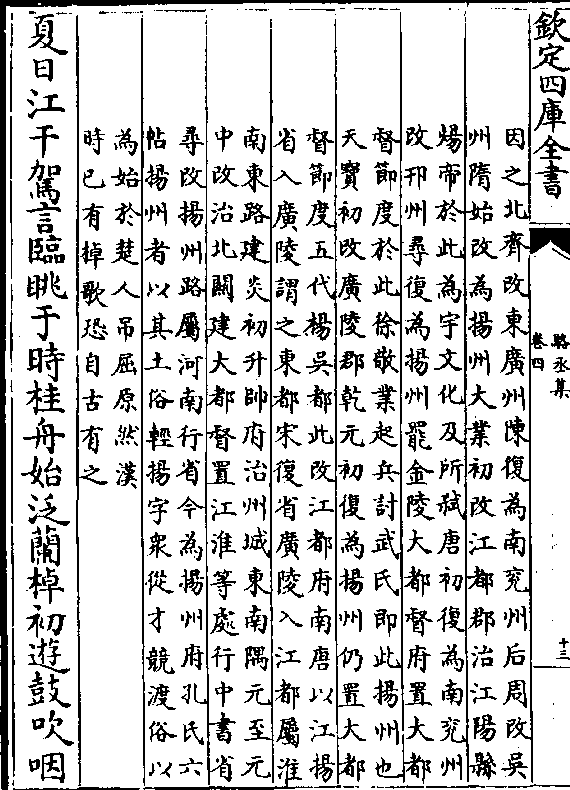 欽定四庫全書
駱丞集
卷四
十三
因之北齊改東廣州陳復為南兗州后周改吳
州隋始改為揚州大業初改江都郡治江陽縣
煬帝於此為宇文化及所弑唐初復為南兗州
改邗州尋復為揚州罷金陵大都督府置大都
督節度於此徐敬業起兵討武氏即此揚州也
天寶初改廣陵郡乾元初復為揚州仍置大都
督節度五代楊吳都此改江都府南唐以江揚
省入廣陵謂之東都宋復省廣陵入江都屬淮
南東路建炎初升帥府治州城東南隅元至元
中改治北關建大都督置江淮等處行中書省
尋改揚州路屬河南行省今為揚州府孔氏六
帖揚州者以其土俗輕揚字衆從才競渡俗以
為始於楚人吊屈原然漢
時已有棹歌恐自古有之
夏日江干駕言臨眺于時桂舟始泛蘭棹初遊鼓吹咽